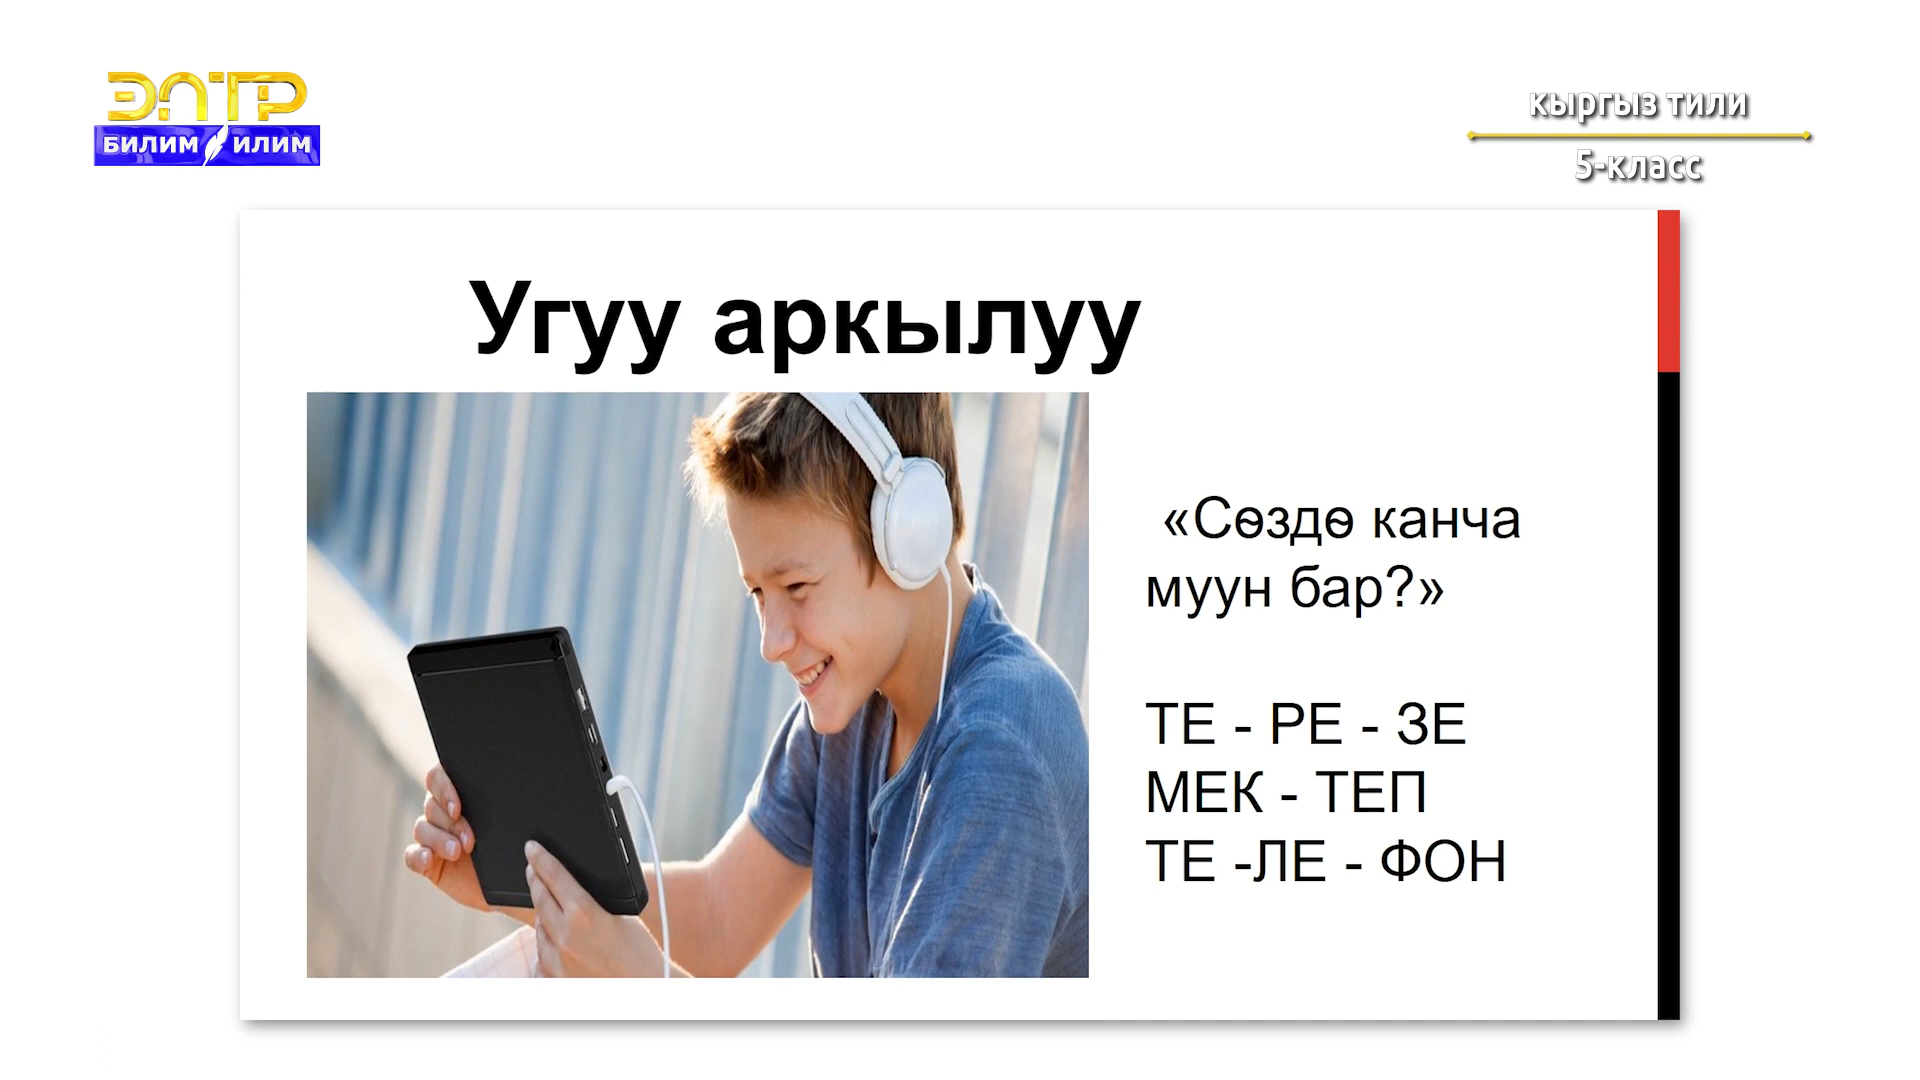 ЭЛТР
БИЛИМ ИЛИМ
кыргыз тили
5-класс
Угуу аркылуу
«Сөздө канча
муун бар?»
ТЕ - РЕ - ЗЕ
МЕК - ТЕП
ТЕ -ЛЕ - ФОН